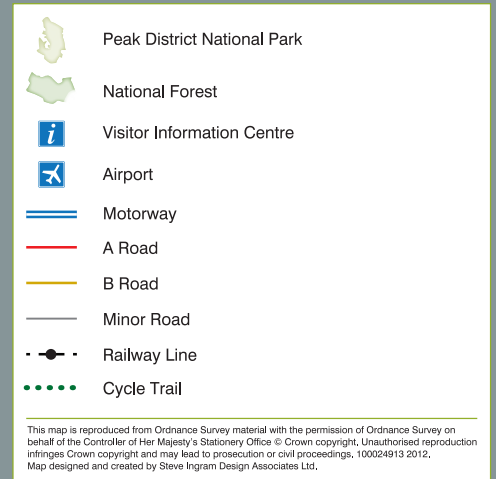 Peak District National Park
National Forest
i
Visitor Information Centre
Airport
Motorway
A Road
B Road
Minor Road
Railway Line
Cycle Trail
This map is reproduced from Ordnance Survey material with the permission of Ordnance Survey on
behalf of the Controller of Her Majesty's Stationery Office © Crown copyright, Unauthorised reproduction
infringes Crown copyright and may lead to prosecution or civil proceedings, 100024913 2012,
Map designed and created by Steve Ingram Design Associates Ltd,